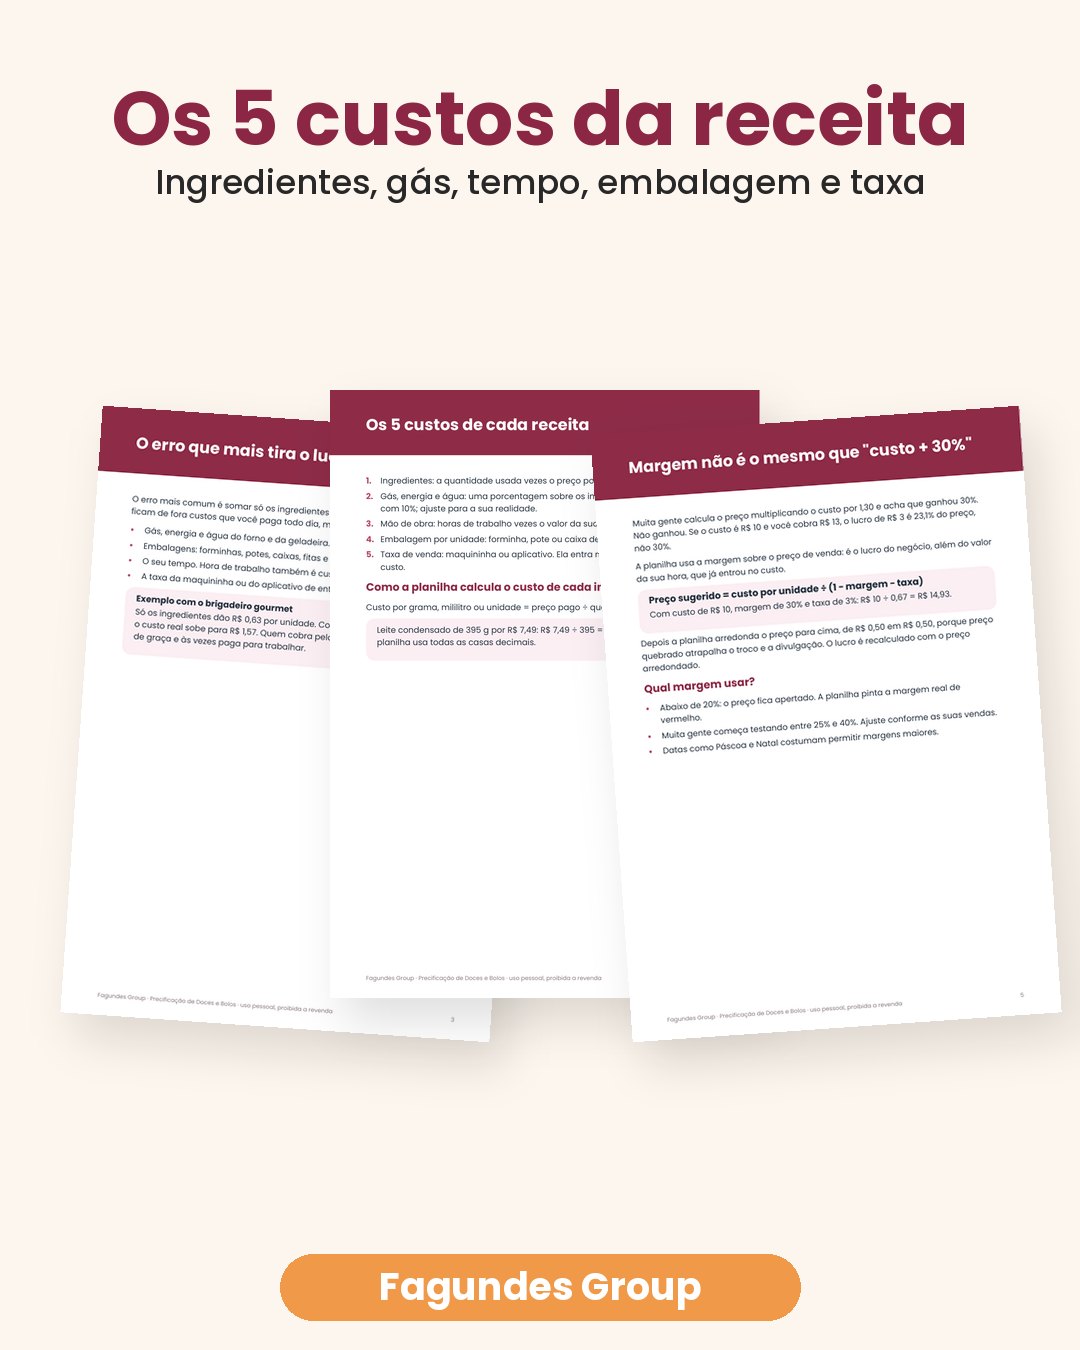 Os 5 custos da receita
Ingredientes, gás, tempo, embalagem e taxa
O erro que mais tira o
O erro mais comum é somar só os ingredientes
ficam de fora custos que você paga todo dia,
• Gás, energia e água do forno e da geladeira.
• Embalagens: forminhas, potes, caixas, fitas e
• O seu tempo. Hora de trabalho também é
• A taxa da maquininha ou do aplicativo de
Exemplo com o brigadeiro gourmet
Só os ingredientes dão R$ 0,63 por unidade.
o custo real sobe para R$ 1,57. Quem cobra
de graça e às vezes paga para trabalhar.
Fagundes Group · Precificação de Doces e Bolos · uso pessoal, proibida a revenda
3
Os 5 custos de cada receita
1. Ingredientes: a quantidade usada vezes o preço
2. Gás, energia e água: uma porcentagem sobre os
com 10%; ajuste para a sua realidade.
3. Mão de obra: horas de trabalho vezes o valor da
4. Embalagem por unidade: forminha, pote ou caixa
5. Taxa de venda: maquininha ou aplicativo. Ela entra
custo.
Como a planilha calcula o custo de cada
Custo por grama, mililitro ou unidade = preço pago ÷
Leite condensado de 395 g por R$ 7,49: R$ 7,49 ÷ 395 =
planilha usa todas as casas decimais.
Fagundes Group · Precificação de Doces e Bolos · uso pessoal, proibida a revenda
Margem não é o mesmo que "custo + 30%"
Muita gente calcula o preço multiplicando o custo por 1,30 e acha que ganhou 30%.
Não ganhou. Se o custo é R$ 10 e você cobra R$ 13, o lucro de R$ 3 é 23,1% do preço,
não 30%.
A planilha usa a margem sobre o preço de venda: é o lucro do negócio, além do valor
da sua hora, que já entrou no custo.
Preço sugerido = custo por unidade ÷ (1 - margem - taxa)
Com custo de R$ 10, margem de 30% e taxa de 3%: R$ 10 ÷ 0,67 = R$ 14,93.
Depois a planilha arredonda o preço para cima, de R$ 0,50 em R$ 0,50, porque preço
quebrado atrapalha o troco e a divulgação. O lucro é recalculado com o preço
arredondado.
Qual margem usar?
• Abaixo de 20%: o preço fica apertado. A planilha pinta a margem real de
vermelho.
• Muita gente começa testando entre 25% e 40%. Ajuste conforme as suas vendas.
• Datas como Páscoa e Natal costumam permitir margens maiores.
Fagundes Group · Precificação de Doces e Bolos · uso pessoal, proibida a revenda
5
Fagundes Group